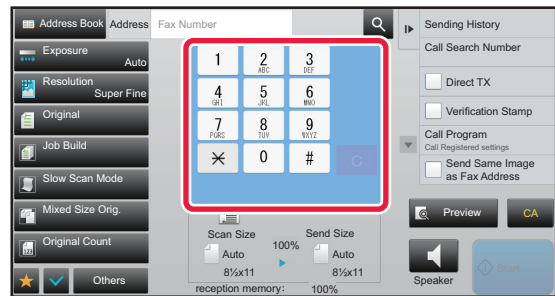 Address Book
Address
Fax Number
Sending History
Call Search Number
Exposure
Auto
Resolution
Super Fine
Original
Job Build
Slow Scan Mode
Mixed Size Orig.
Original Count
Others
1
2
ABC
3
DEF
4
GHI
5
JKL
6
MNO
7
PQRS
8
TUV
9
WXYZ
0
#
C
Direct TX
Verification Stamp
Call Program
Call Registered settings
Send Same Image
as Fax Address
Preview
CA
Scan Size
Send Size
Auto
100%
Auto
8½x11
8½x11
reception memory: 100%
Speaker
Start